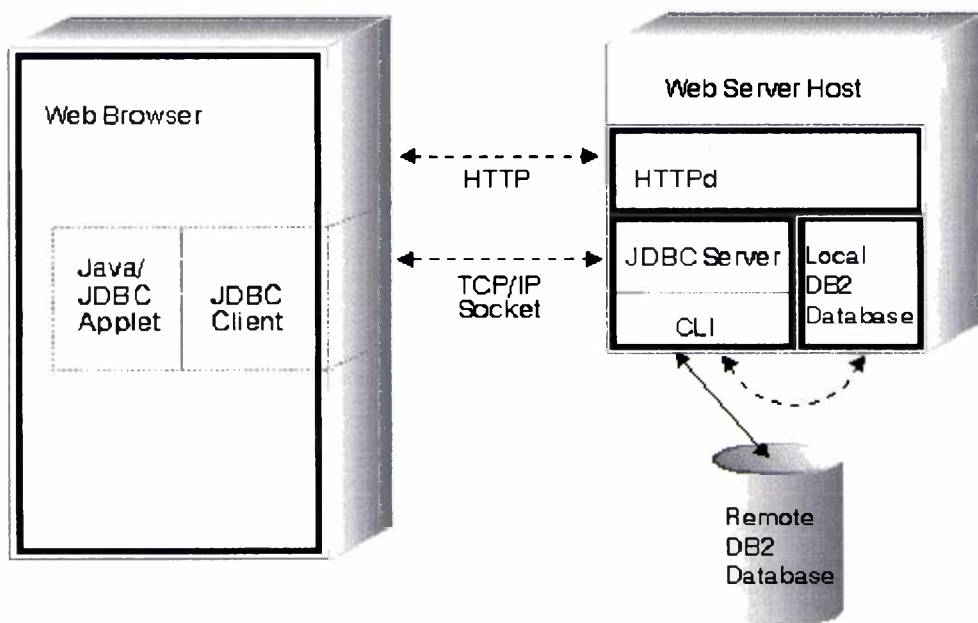 Web Browser
Java/
JDBC
Applet
JDBC
Client
HTTP
TCP/IP
Socket
Web Server Host
HTTPd
JDBC Server
CLI
Local
DB2
Database
Remote
DB2
Database